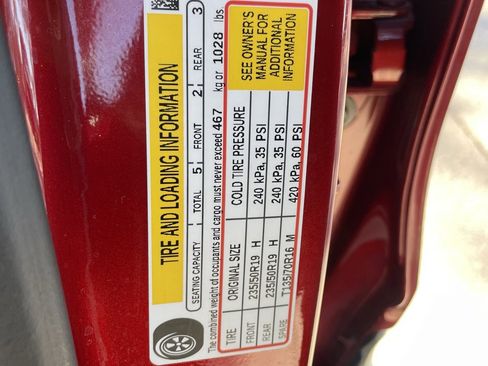 TIRE AND LOADING INFORMATION
SEATING CAPACITY | TOTAL 5 | FRONT 2 | REAR 3
The combined weight of occupants and cargo must never exceed 467 kg or 1028 lbs.
TIRE ORIGINAL SIZE COLD TIRE PRESSURE
FRONT 235/50R19 H 240 kPa, 35 PSI
REAR 235/50R19 H 240 kPa, 35 PSI
SPARE T135/70R16 M 420 kPa, 60 PSI
SEE OWNER'S
MANUAL FOR
ADDITIONAL
INFORMATION